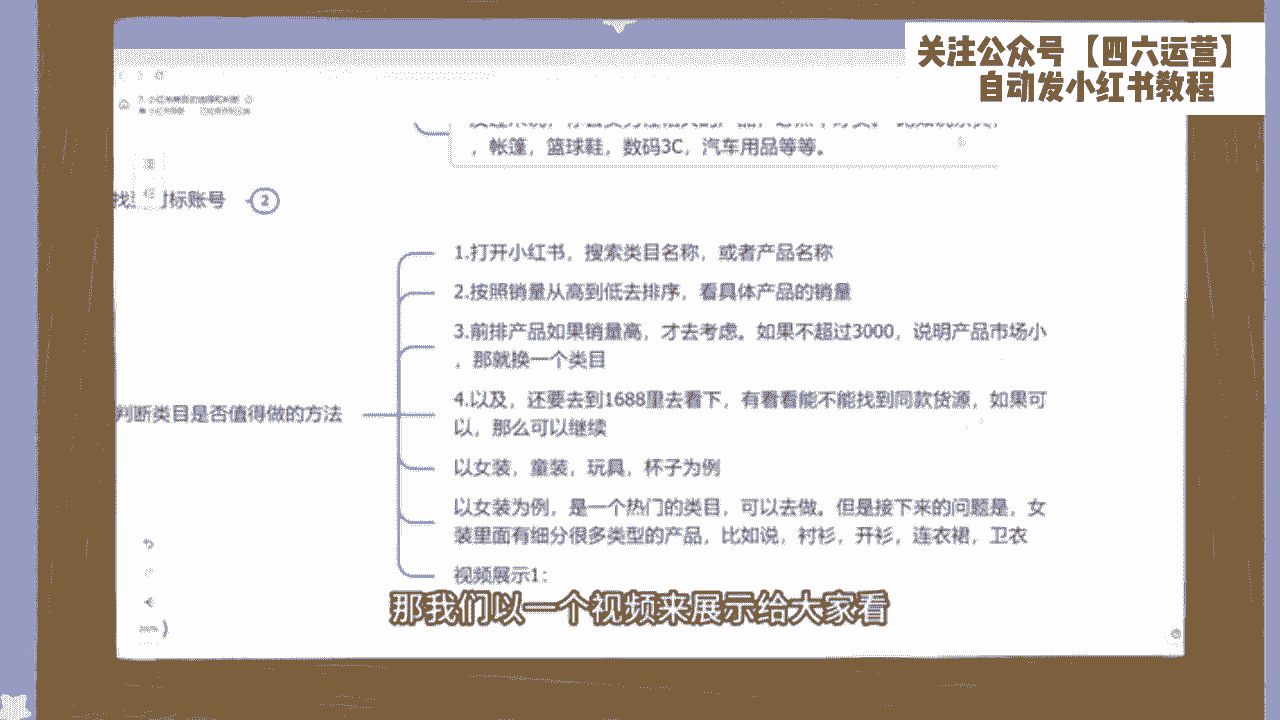 关注公众号【四六运营】
自动发小红书教程
，帐篷，篮球鞋，数码3C，汽车用品等等。
标账号
2
1.打开小红书，搜索类目名称，或者产品名称
2.按照销量从高到低去排序，看具体产品的销量
3.前排产品如果销量高，才去考虑。如果不超过3000，说明产品市场小
，那就换一个类目
判断类目是否值得做的方法
4.以及，还要去到1688里去看下，有看看能不能找到同款货源，如果可
以，那么可以继续
以女装，童装，玩具，杯子为例
以女装为例，是一个热门的类目，可以去做。但是接下来的问题是，女
装里面有细分很多类型的产品，比如说，衬衫，开衫，连衣裙，卫衣
视频展示1：
那我们以一个视频来展示给大家看